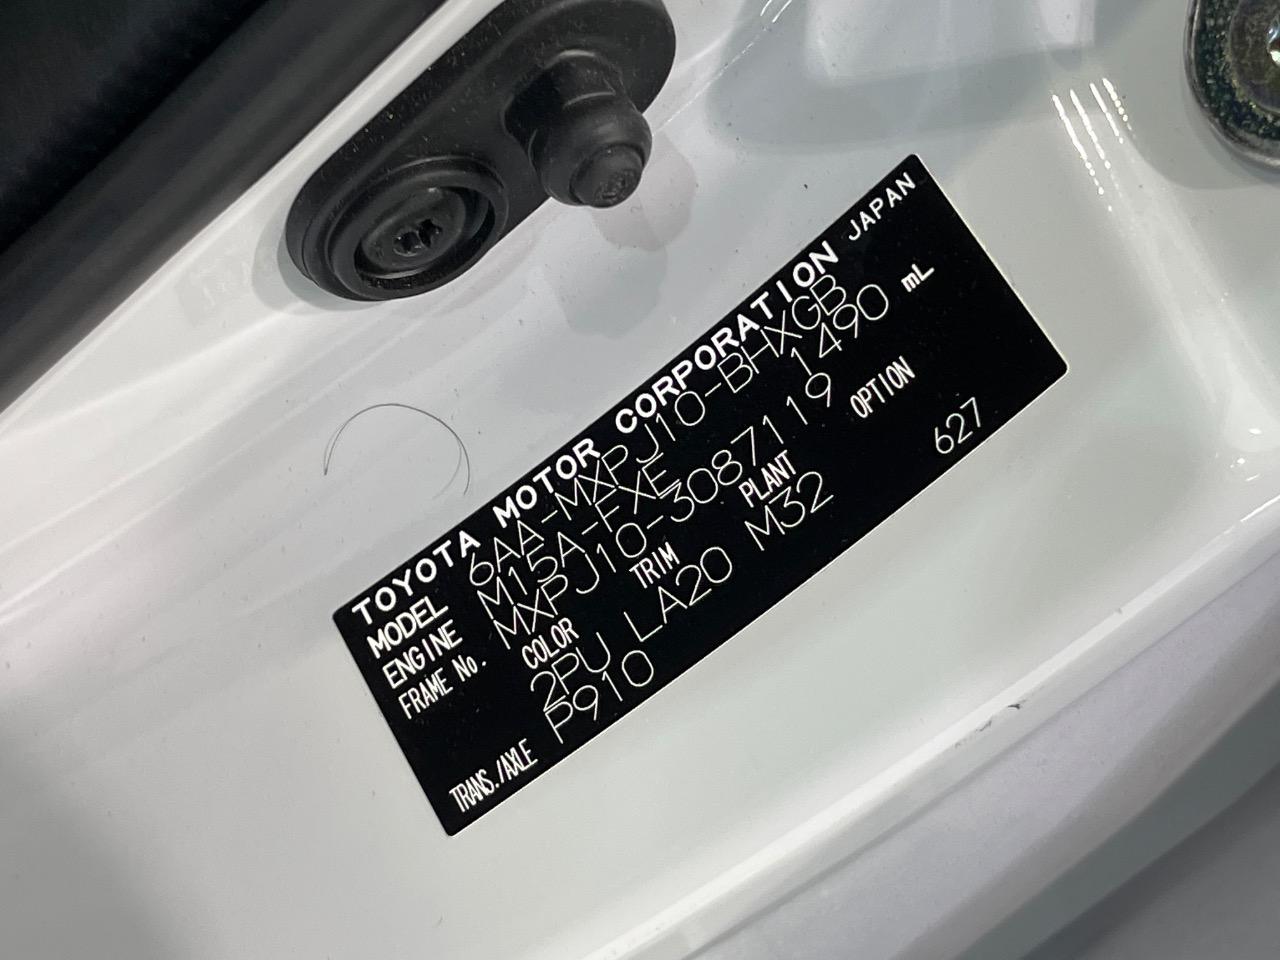 TOYOTA MOTOR CORPORATION JAPAN
MODEL 6AA-MXPJ10-BHXGB
ENGINE M15A-FXE 1490 mL
FRAME No. MXPJ10-3087119
COLOR TRIM PLANT OPTION
2PU LA20 M32 627
TRANS./AXLE P910